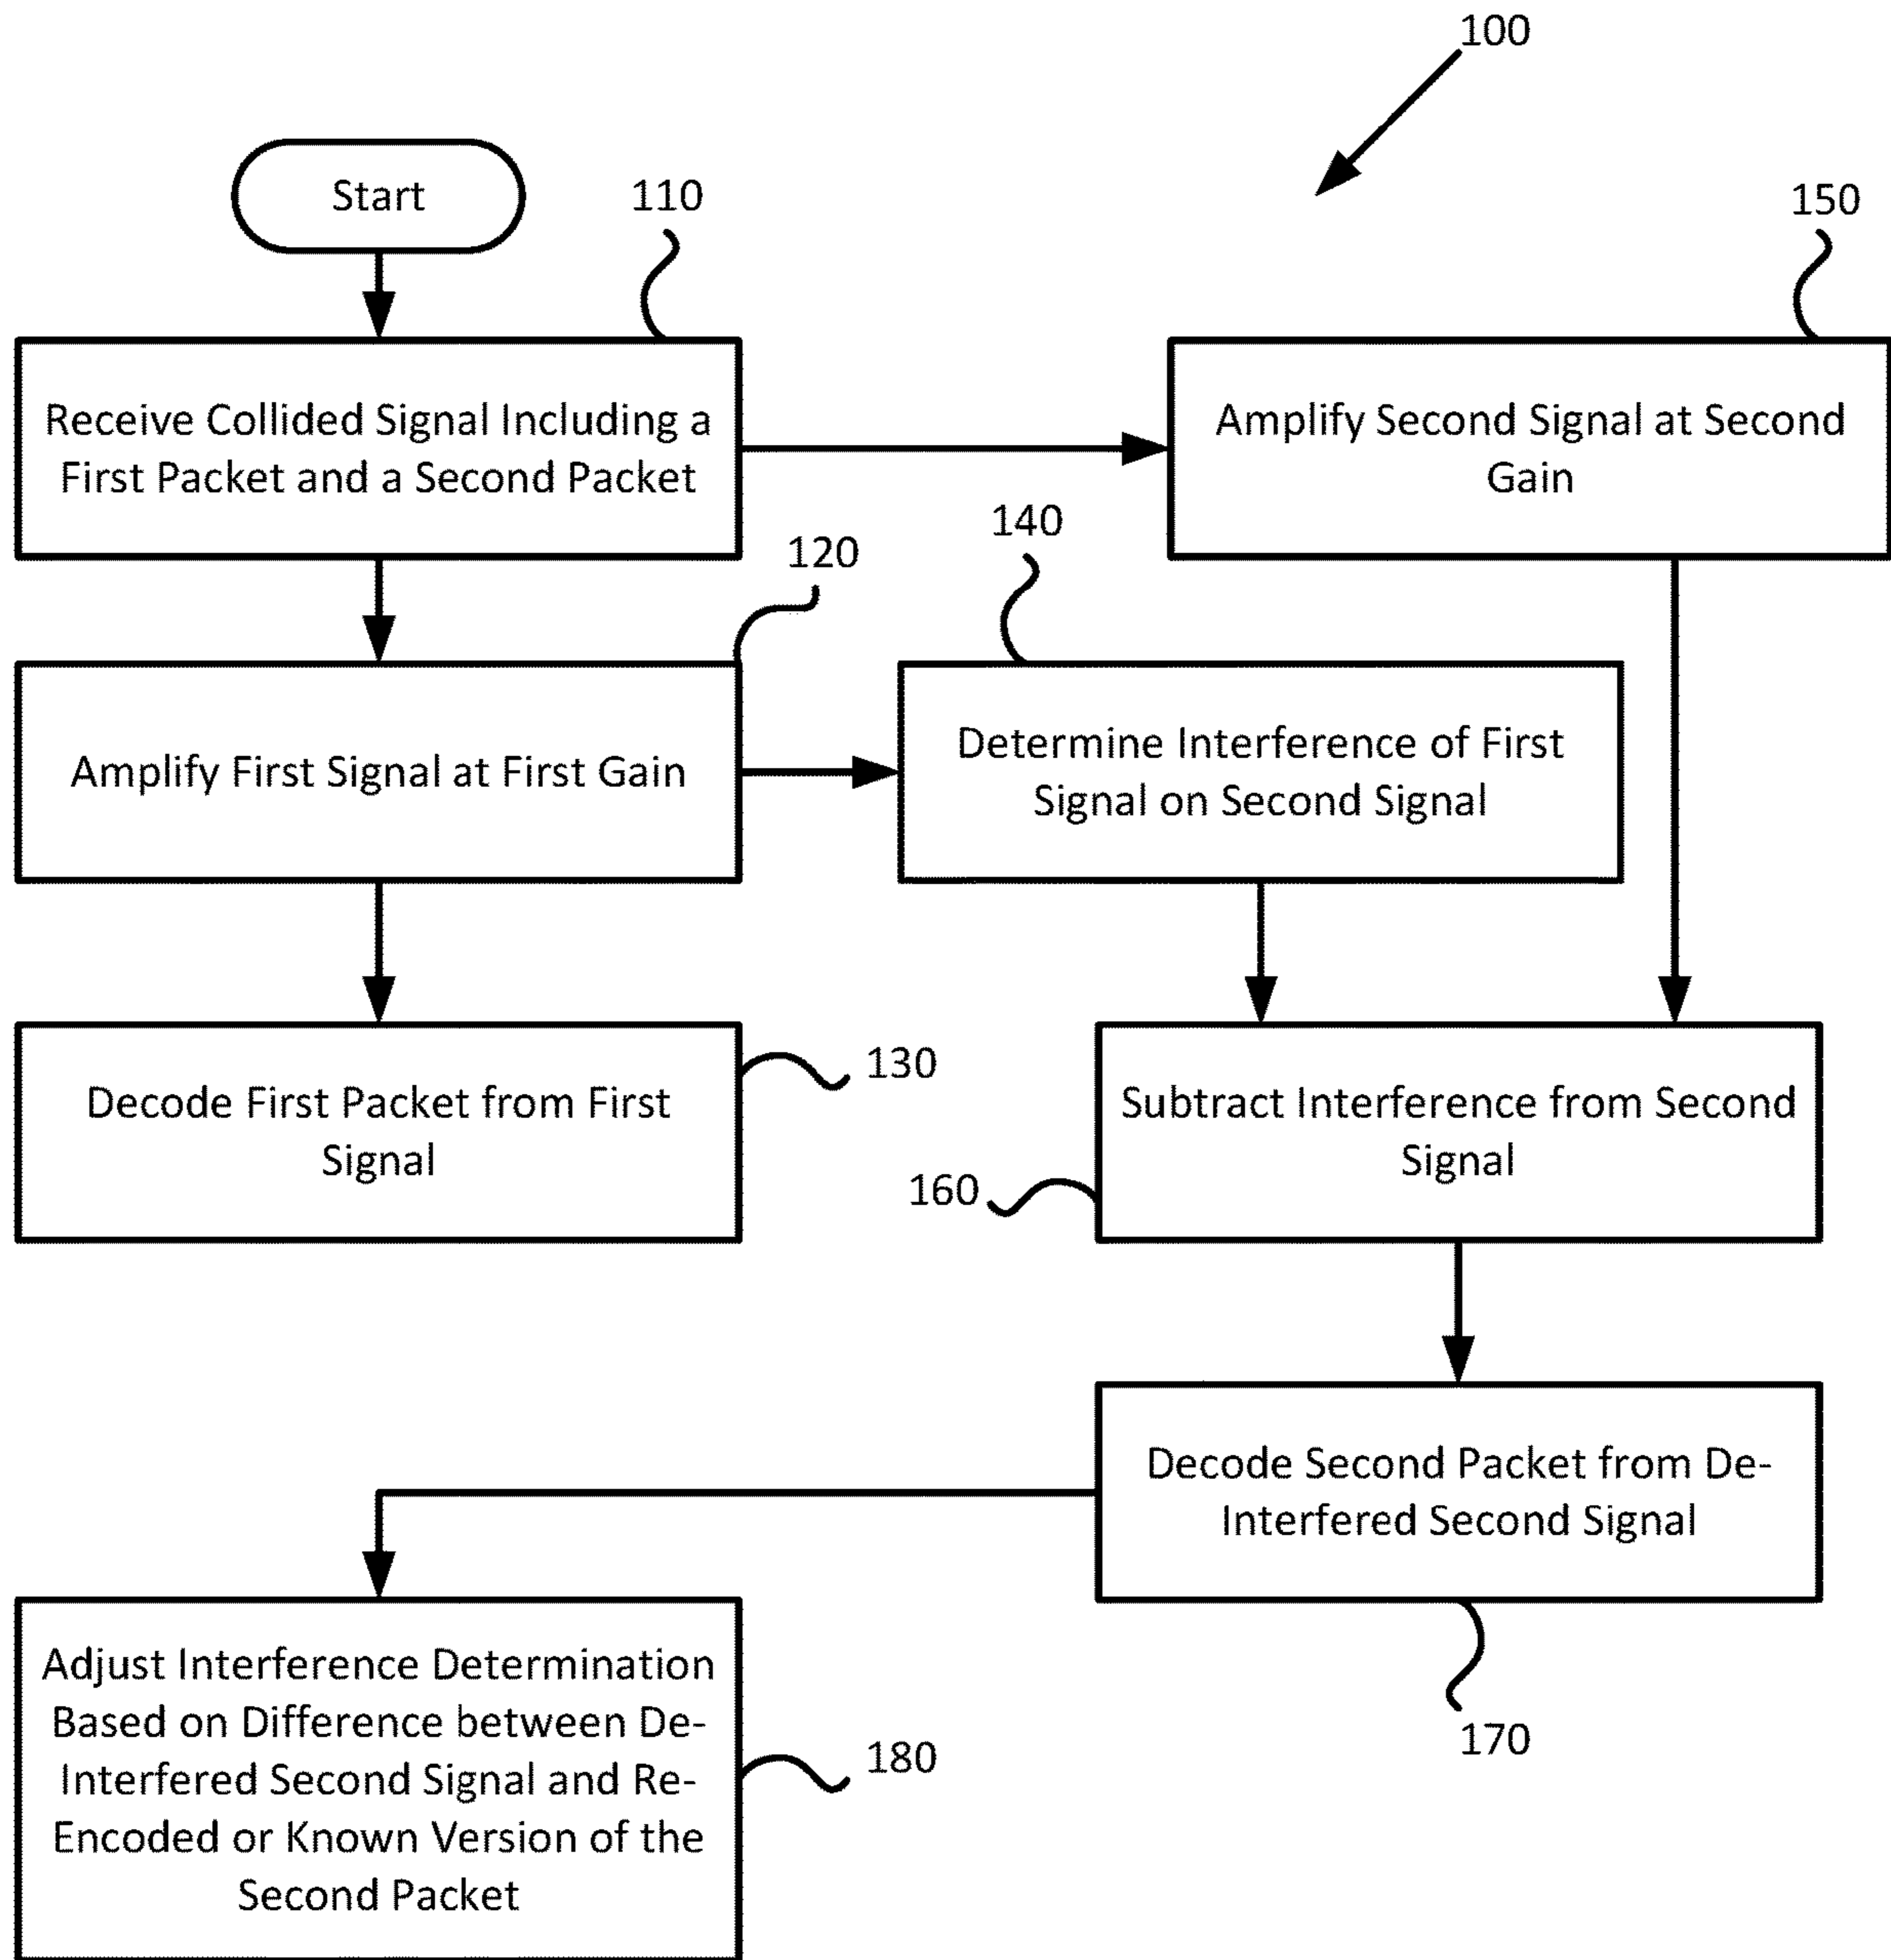 100
Start
110
150
Receive Collided Signal Including a
First Packet and a Second Packet
Amplify Second Signal at Second
Gain
140
120
Amplify First Signal at First Gain
Determine Interference of First
Signal on Second Signal
Decode First Packet from First
Signal
130
Subtract Interference from Second
Signal
160
Decode Second Packet from De-
Interfered Second Signal
170
Adjust Interference Determination
Based on Difference between De-
Interfered Second Signal and Re-
Encoded or Known Version of the
Second Packet
180